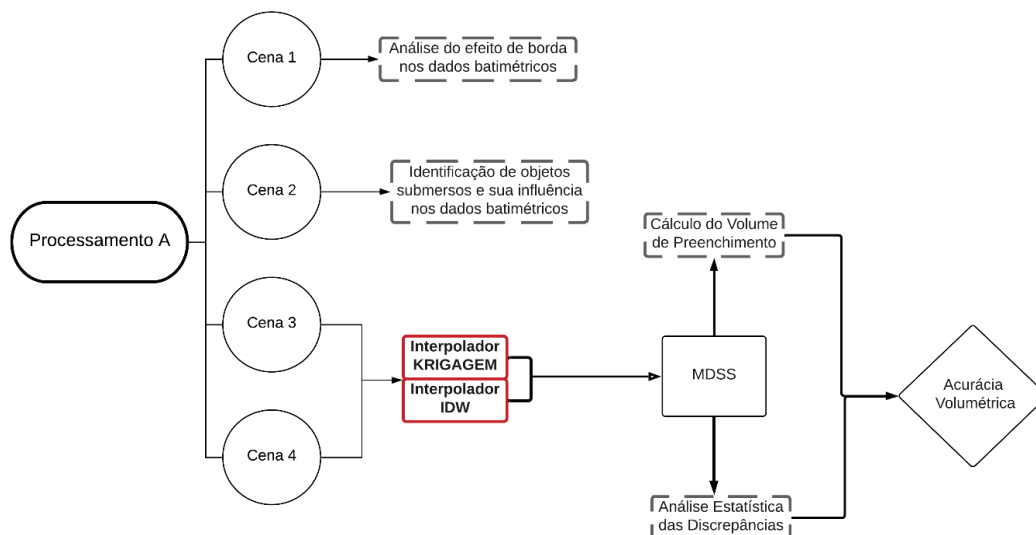 Cena 1
Análise do efeito de borda
nos dados batimétricos
Cena 2
Identificação de objetos
submersos e sua influência
nos dados batimétricos
Processamento A
Cálculo do Volume
de Preenchimento
Cena 3
Interpolador
KRIGAGEM
Interpolador
IDW
MDSS
Acurácia
Volumétrica
Cena 4
Análise Estatística
das Discrepâncias